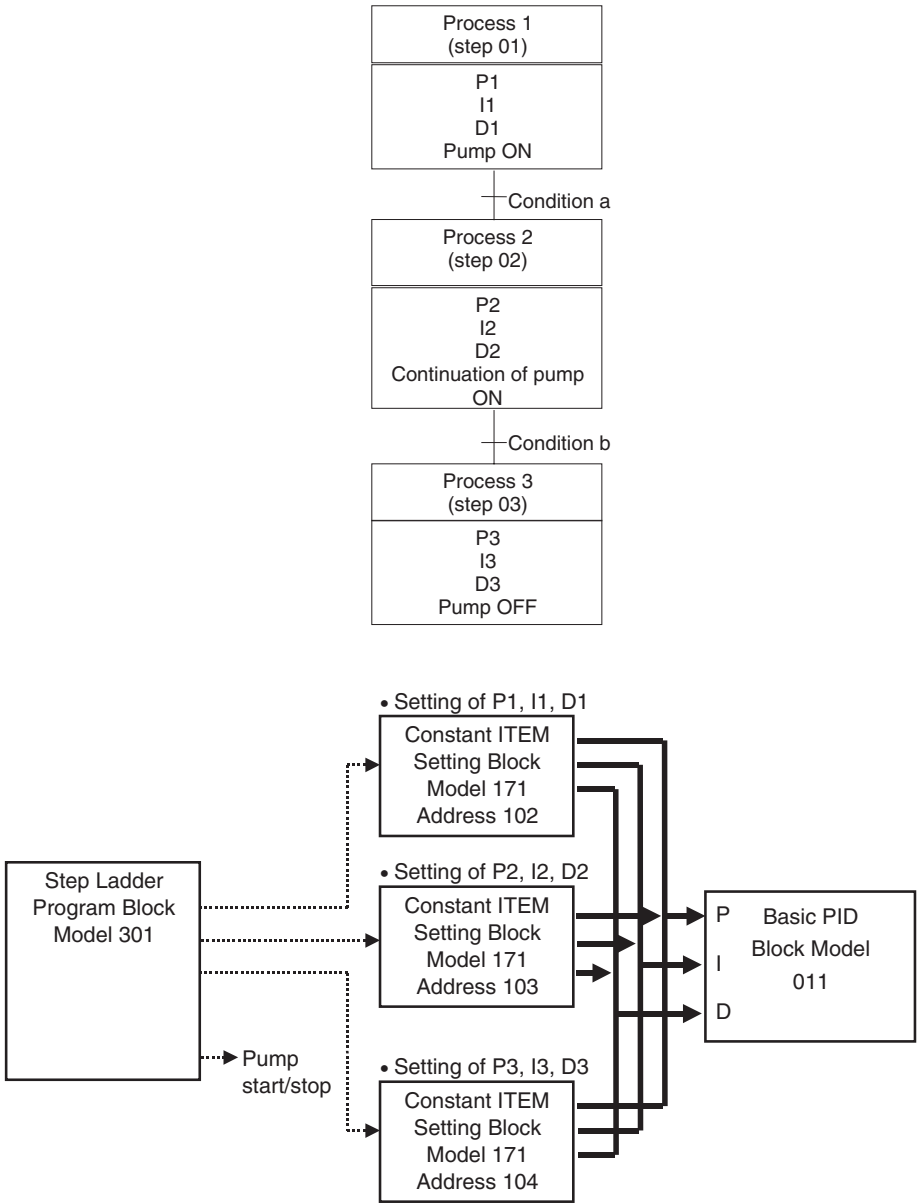 Process 1
(step 01)
P1
I1
D1
Pump ON
Condition a
Process 2
(step 02)
P2
I2
D2
Continuation of pump
ON
Condition b
Process 3
(step 03)
P3
I3
D3
Pump OFF
• Setting of P1, I1, D1
Constant ITEM
Setting Block
Model 171
Address 102
Step Ladder
Program Block
Model 301
Pump
start/stop
• Setting of P2, I2, D2
Constant ITEM
Setting Block
Model 171
Address 103
• Setting of P3, I3, D3
Constant ITEM
Setting Block
Model 171
Address 104
P
I
D
Basic PID
Block Model
011